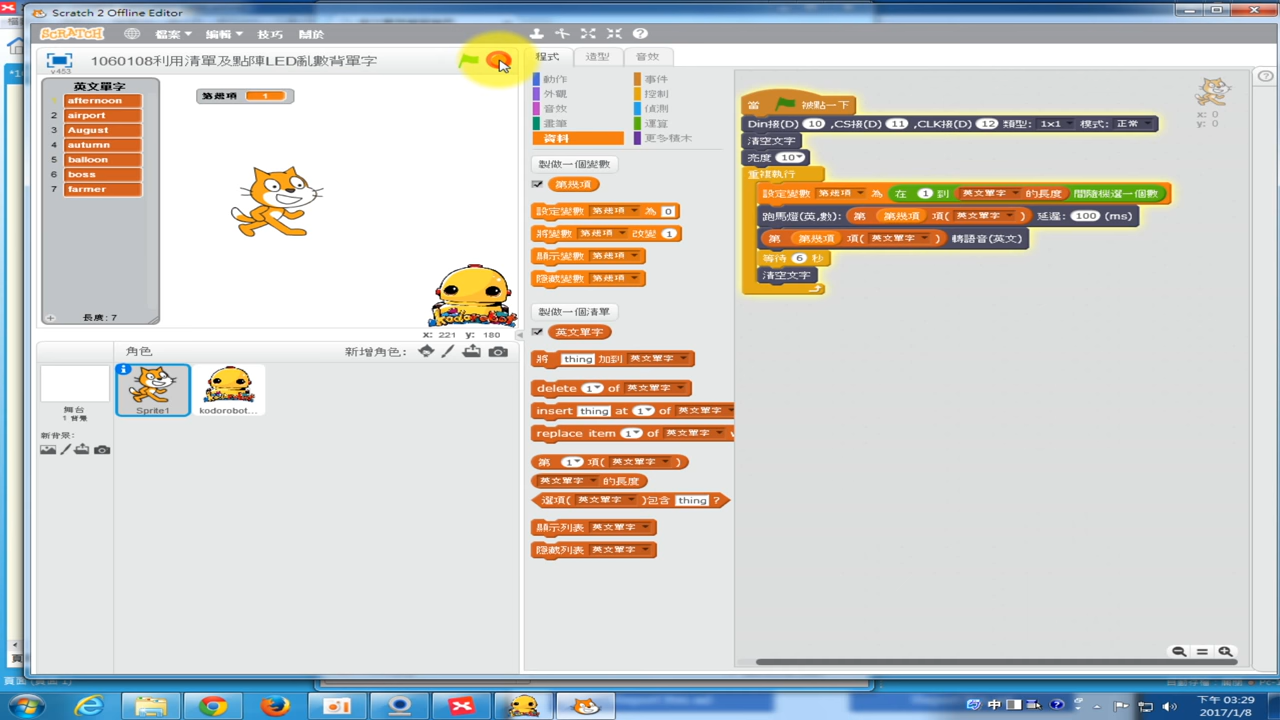 Scratch 2 Offline Editor
SCRATCH 檔案 編輯 技巧 關於
v453
1060108利用清單及點陣LED亂數背單字
英文單字
1 afternoon
2 airport
3 August
4 autumn
5 balloon
6 boss
7 farmer
+ 長度: 7
第幾項 1
kodorobot
x: 221 y: 180
角色
新增角色:
舞台
1 背景
新背景:
Sprite1
kodorobot...
程式 造型 音效
動作 事件
外觀 控制
音效 偵測
畫筆 運算
資料 更多積木
製做一個變數
第幾項
設定變數 第幾項 為 0
將變數 第幾項 改變 1
顯示變數 第幾項
隱藏變數 第幾項
製做一個清單
英文單字
將 thing 加到 英文單字
delete 1 of 英文單字
insert thing at 1 of 英文單字
replace item 1 of 英文單字 w
第 1 項( 英文單字 )
英文單字 的長度
選項( 英文單字 )包含 thing ?
顯示列表 英文單字
隱藏列表 英文單字
當 被點一下
Din接(D) 10 ,CS接(D) 11 ,CLK接(D) 12 類型: 1x1 模式: 正常
清空文字
亮度 10
重複執行
設定變數 第幾項 為 在 1 到 英文單字 的長度 間隨機選一個數
跑馬燈(英,數): 第 第幾項 項( 英文單字 ) 延遲: 100 (ms)
第 第幾項 項( 英文單字 ) 轉語音(英文)
等待 6 秒
清空文字
x: 0
y: 0
中
下午 03:29
2017/1/8